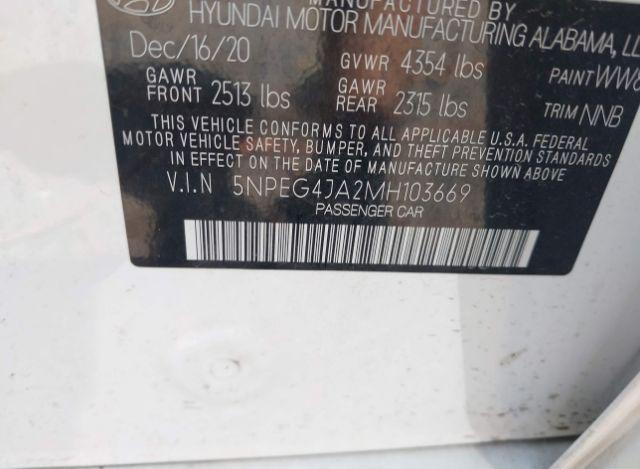 MANUFACTURED BY
HYUNDAI MOTOR MANUFACTURING ALABAMA,
Dec/16/20
GVWR 4354 lbs
PAINT
GAWR FRONT 2513 lbs
GAWR REAR 2315 lbs
TRIM NNB
THIS VEHICLE CONFORMS TO ALL APPLICABLE U.S.A. FEDERAL
MOTOR VEHICLE SAFETY, BUMPER, AND THEFT PREVENTION STANDARDS
IN EFFECT ON THE DATE OF MANUFACTURE SHOWN ABOVE
V.I.N 5NPEG4JA2MH103669
PASSENGER CAR